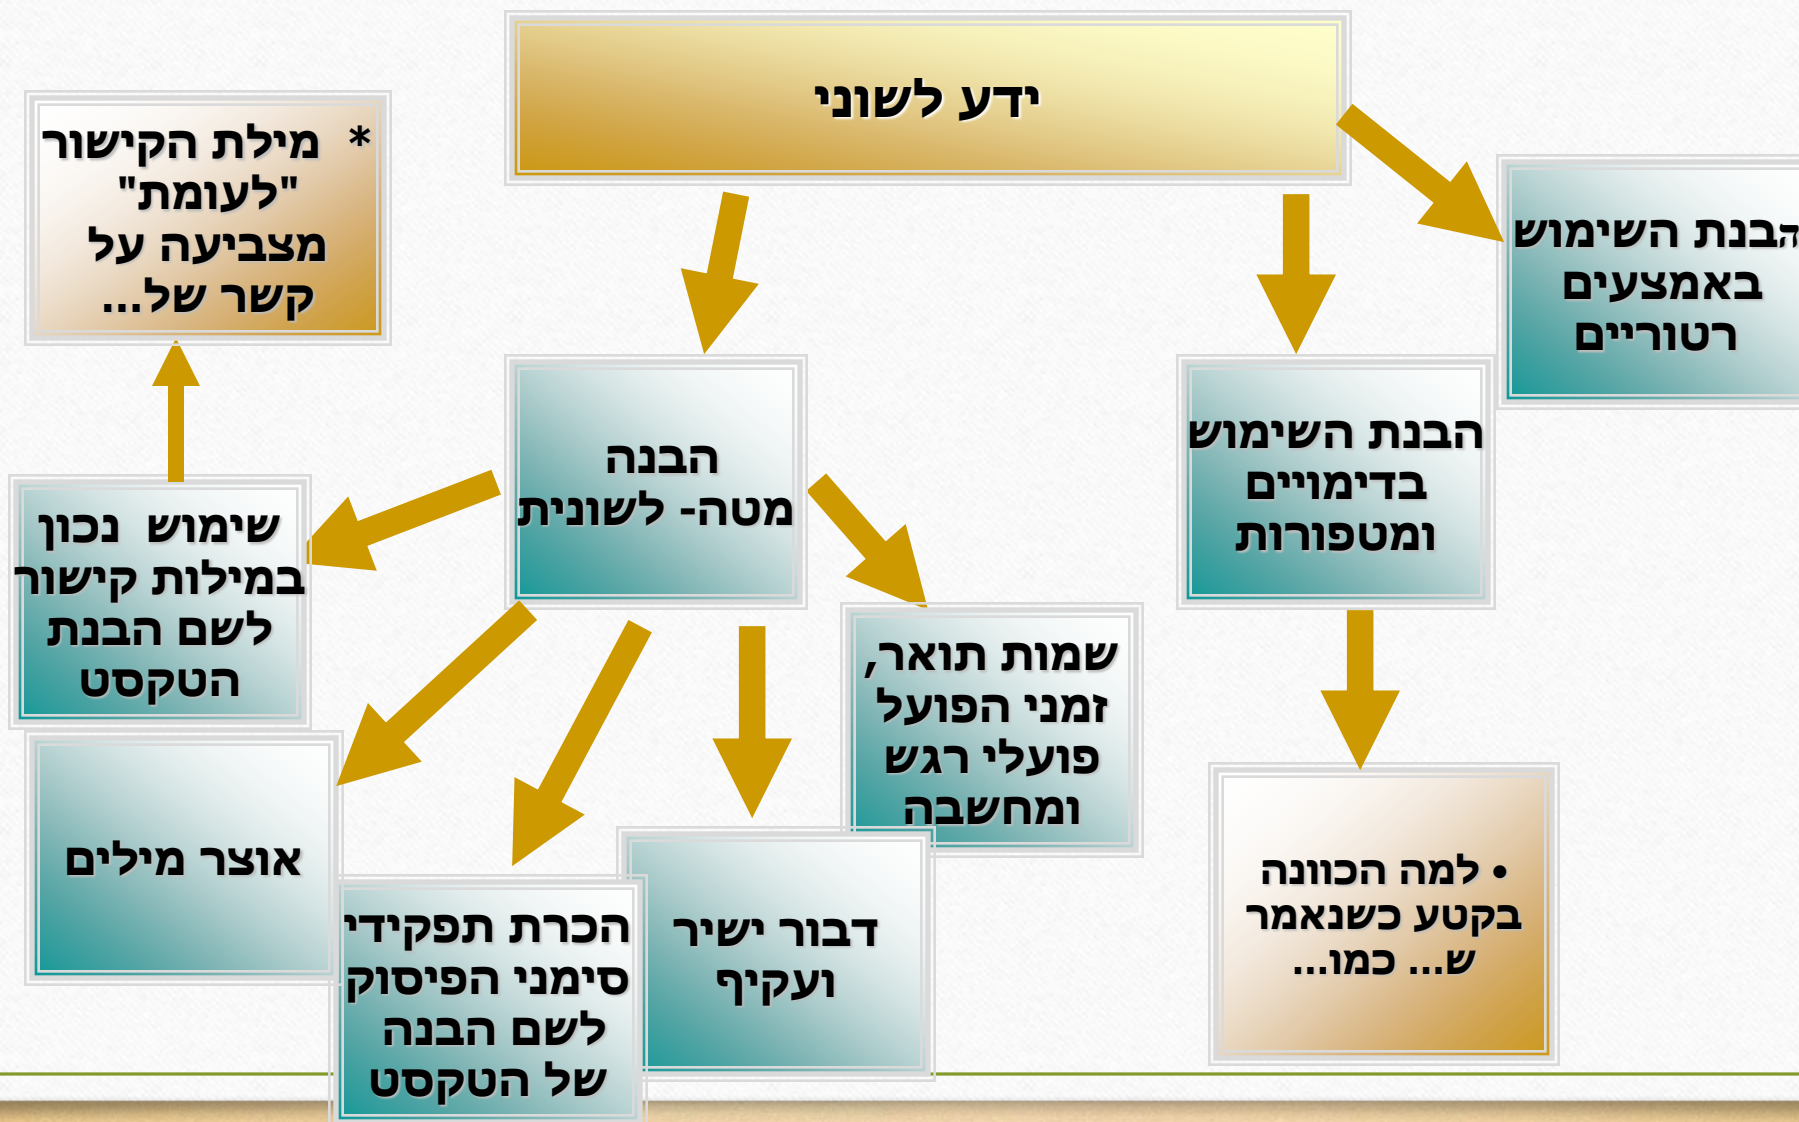 ידע לשוני
הבנת השימוש
באמצעים
רטוריים
הבנת השימוש
בדימויים
ומטפורות
• למה הכוונה
בקטע כשנאמר
ש... כמו...
הבנה
מטה- לשונית
שמות תואר,
זמני הפועל
פועלי רגש
ומחשבה
דבור ישיר
ועקיף
הכרת תפקידי
סימני הפיסוק
לשם הבנה
של הטקסט
אוצר מילים
שימוש נכון
במילות קישור
לשם הבנת
הטקסט
* מילת הקישור
"לעומת"
מצביעה על
קשר של...